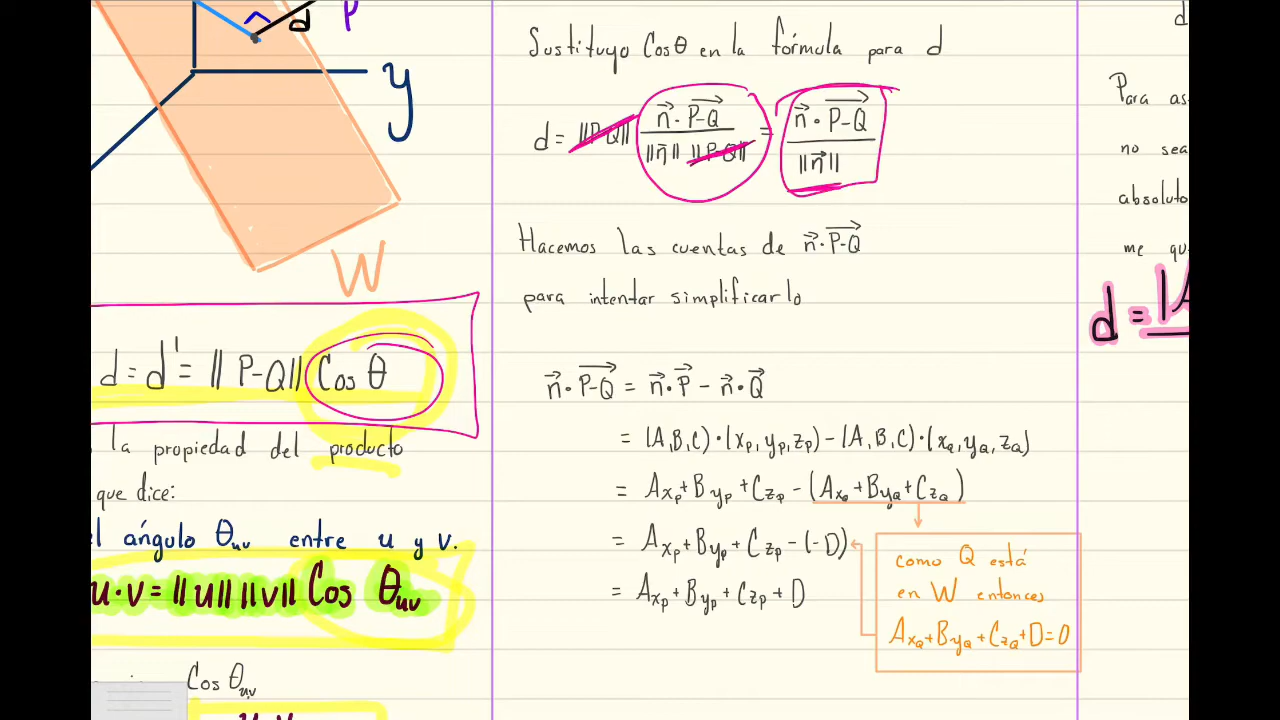 d
P
y
W
d = d' = || P-Q|| Cos θ
la propiedad del producto
que dice:
el ángulo θuv entre u y v.
u·v = ||u|| ||v|| Cos θuv
Cos θuv
u·v
Sustituyo Cosθ en la fórmula para d
d = ||P-Q|| n⃗·P-Q / ||n⃗|| ||P-Q|| = n⃗·P-Q / ||n⃗||
Hacemos las cuentas de n⃗·P-Q
para intentar simplificarlo
n⃗·P-Q = n⃗·P⃗ - n⃗·Q⃗
= (A,B,C)·(xp,yp,zp)-(A,B,C)·(xQ,yQ,zQ)
= Axp+Byp+Czp-(AxQ+ByQ+CzQ)
= Axp+Byp+Czp-(-D)
= Axp+Byp+Czp+D
como Q está
en W entonces
AxQ+ByQ+CzQ+D=0
d
Para as
no sea
absoluto
me qu
d = |A